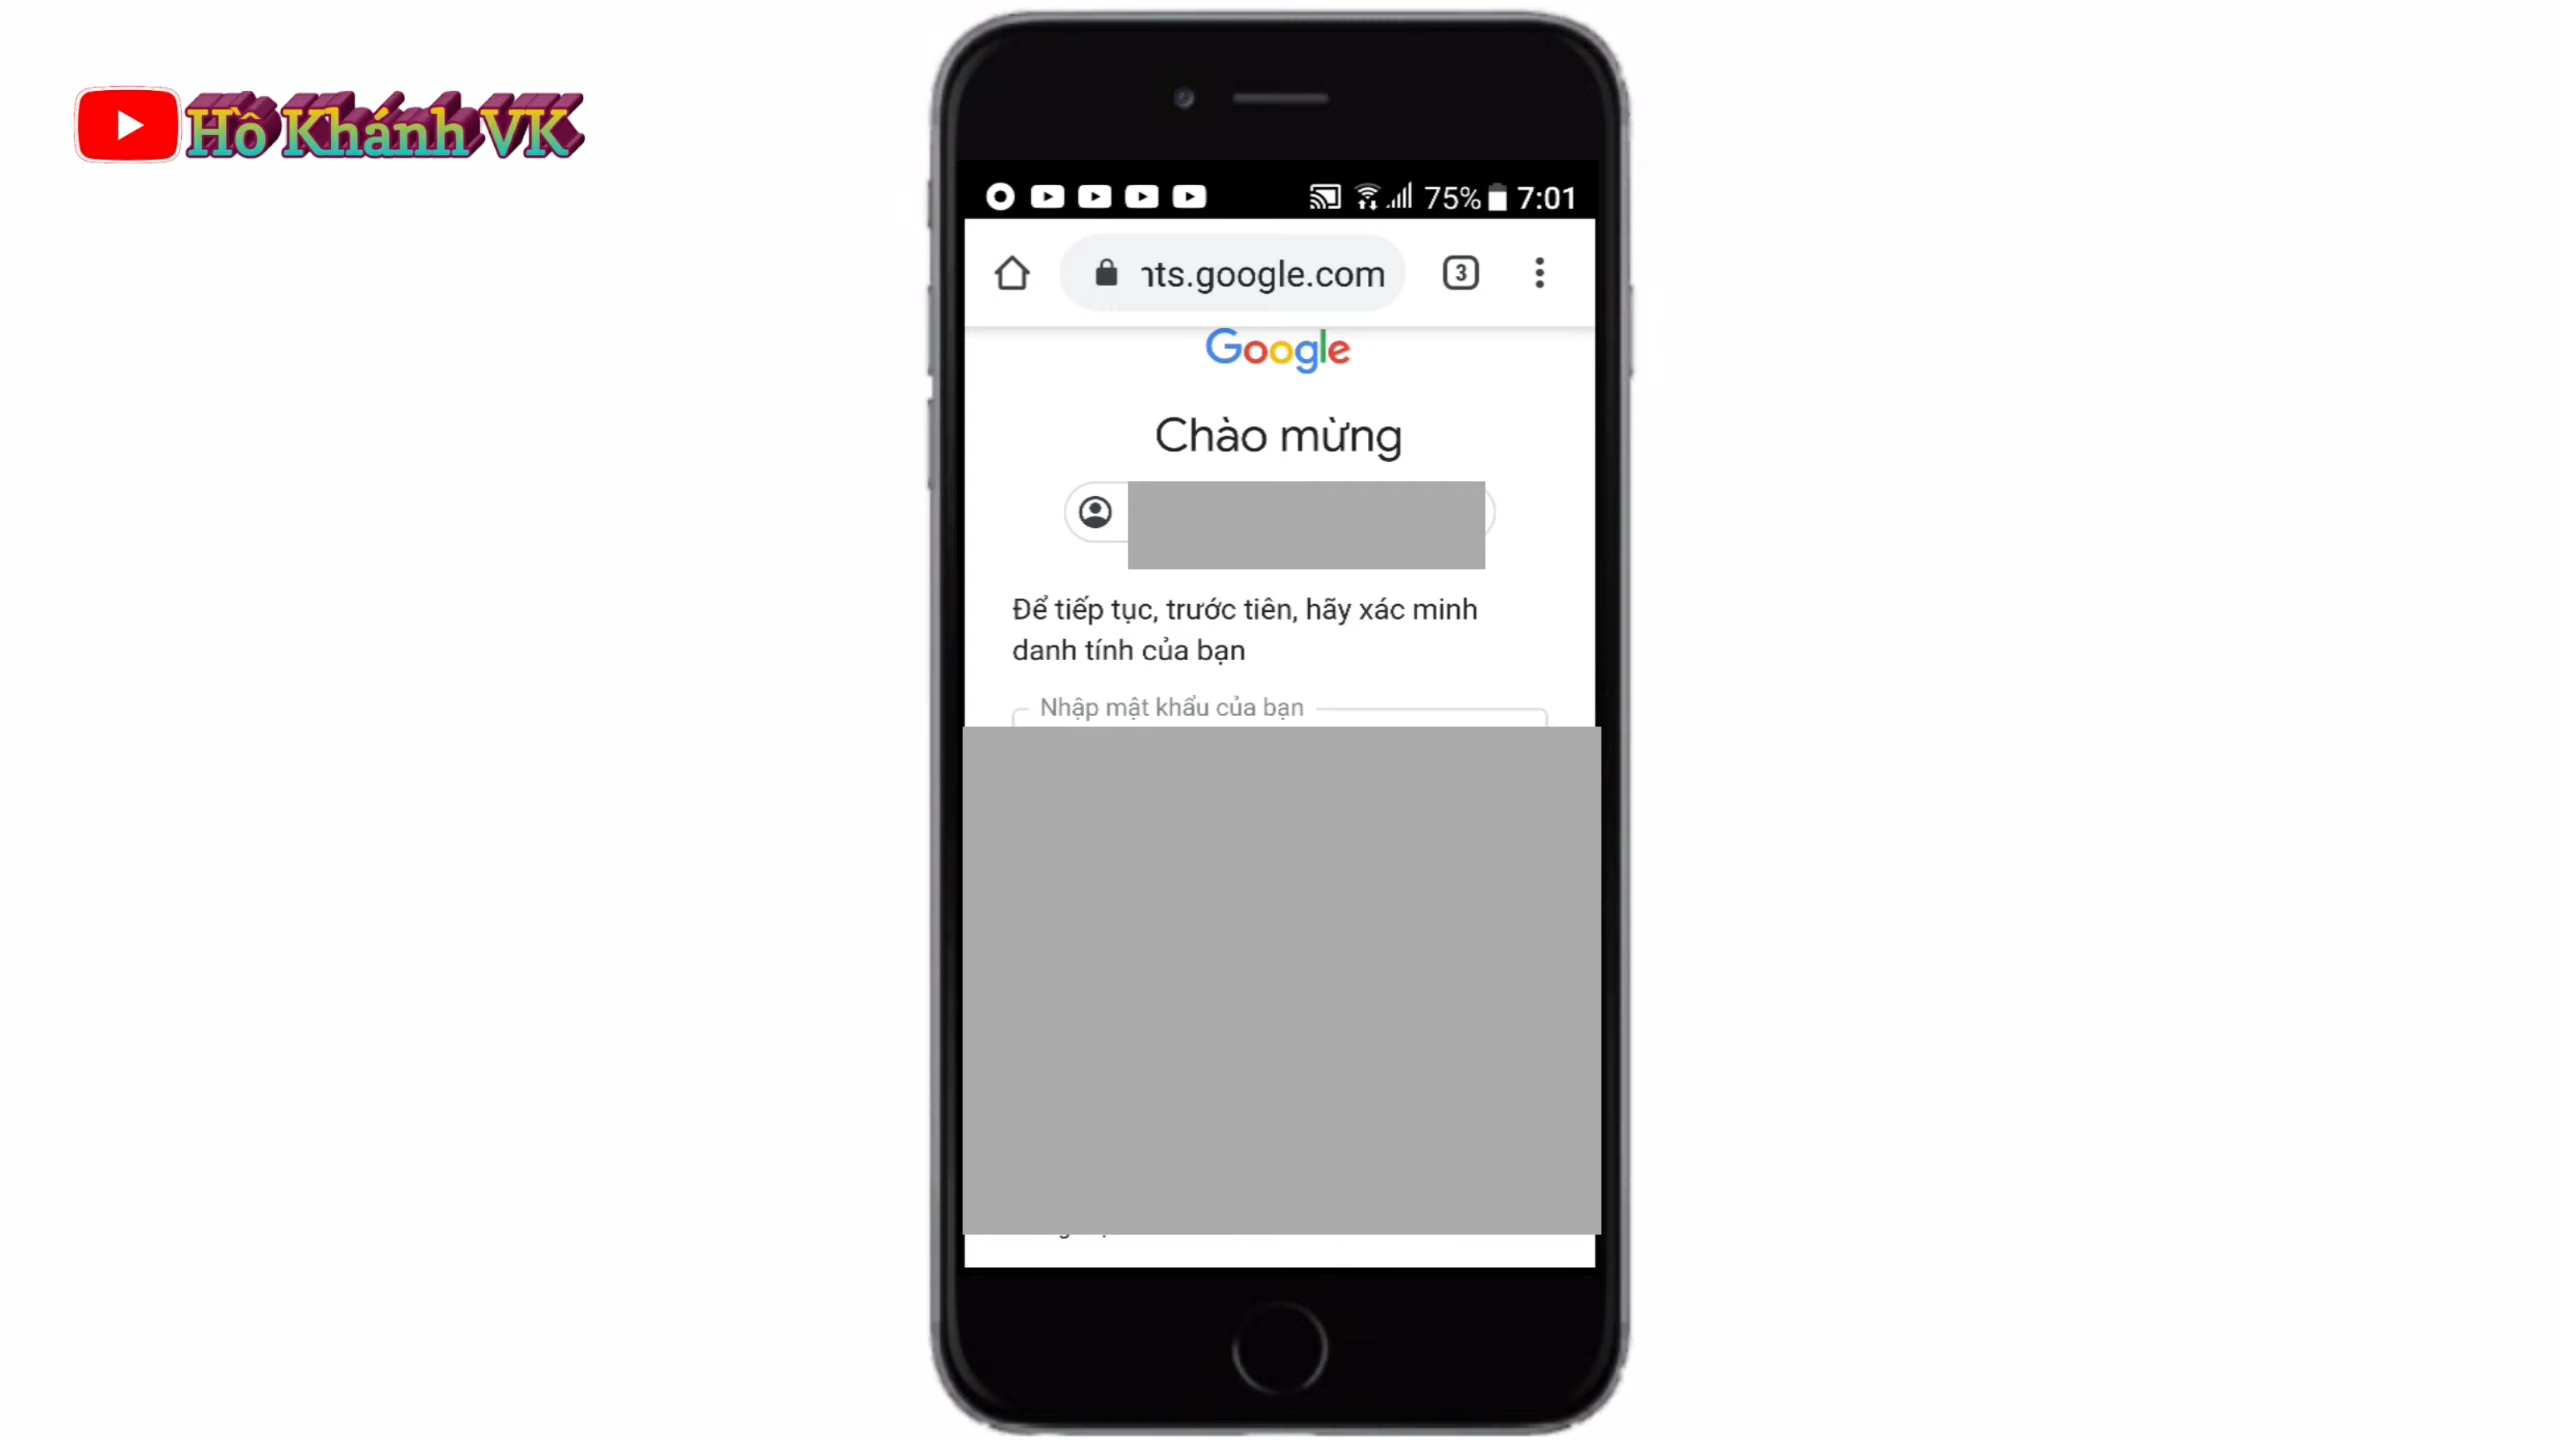 Hồ Khánh VK
75% 7:01
nts.google.com
3
Google
Chào mừng
Để tiếp tục, trước tiên, hãy xác minh
danh tính của bạn
Nhập mật khẩu của bạn